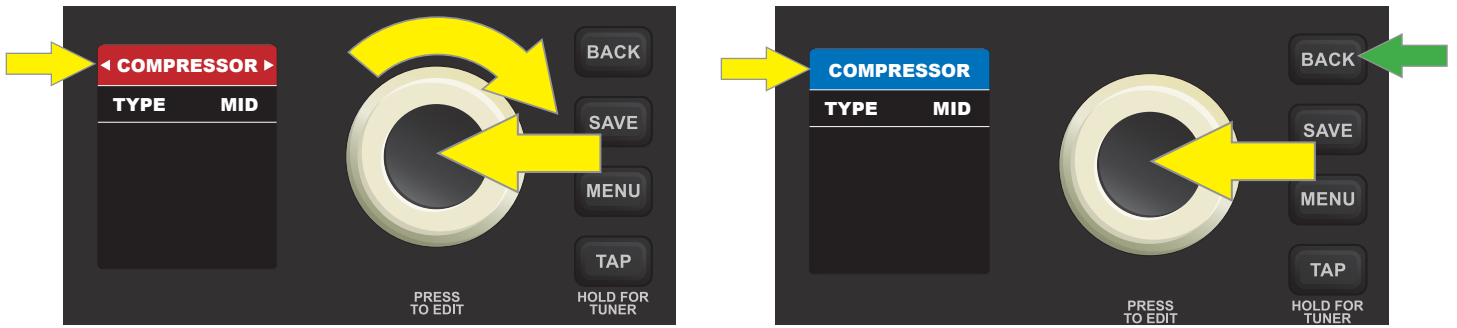 ◄ COMPRESSOR ►
TYPE MID
BACK
SAVE
MENU
TAP
PRESS
TO EDIT
HOLD FOR
TUNER
COMPRESSOR
TYPE MID
BACK
SAVE
MENU
TAP
PRESS
TO EDIT
HOLD FOR
TUNER